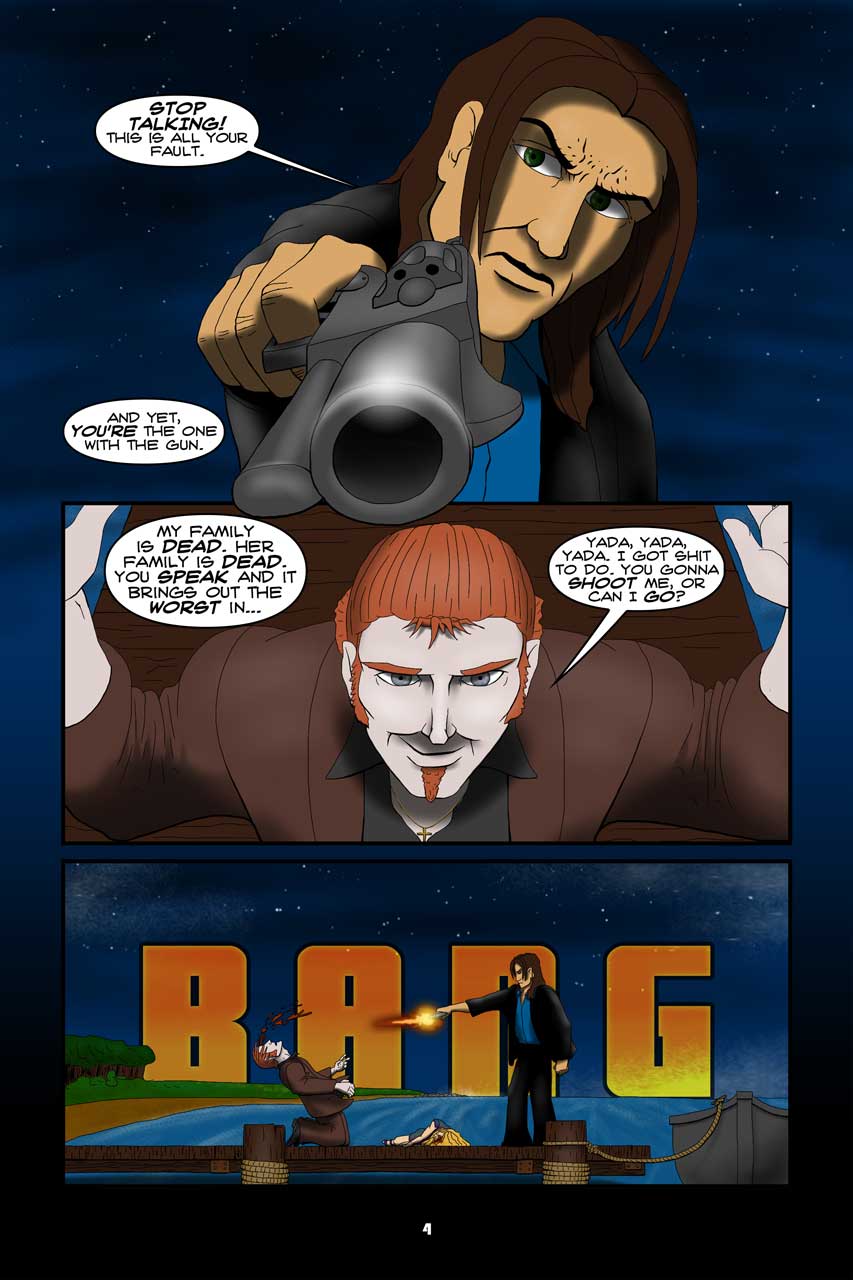 STOP
TALKING!
THIS IS ALL YOUR
FAULT.
AND YET,
YOU'RE THE ONE
WITH THE GUN.
MY FAMILY
IS DEAD. HER
FAMILY IS DEAD.
YOU SPEAK AND IT
BRINGS OUT THE
WORST IN...
YADA, YADA,
YADA. I GOT SHIT
TO DO. YOU GONNA
SHOOT ME, OR
CAN I GO?
BANG
4